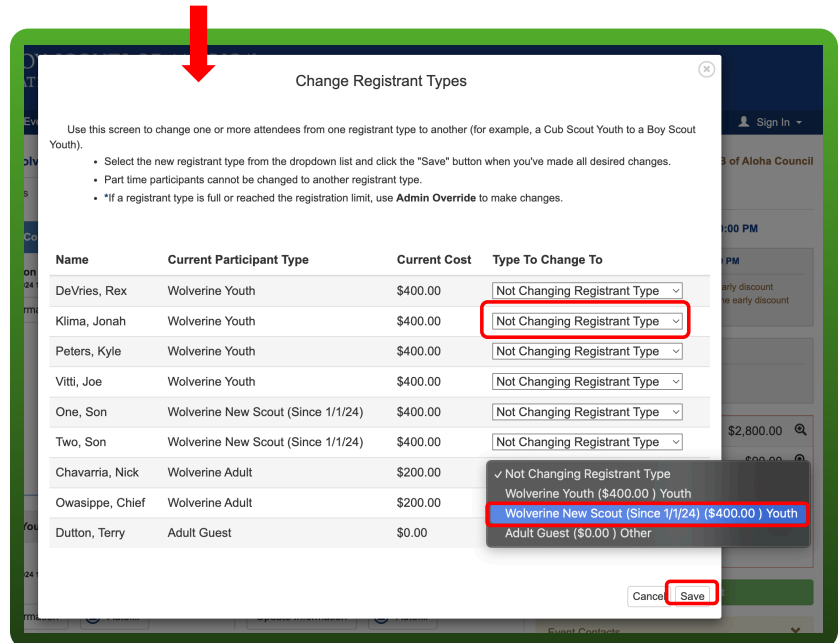 Change Registrant Types
Use this screen to change one or more attendees from one registrant type to another (for example, a Cub Scout Youth to a Boy Scout
Youth).
• Select the new registrant type from the dropdown list and click the "Save" button when you've made all desired changes.
• Part time participants cannot be changed to another registrant type.
• *If a registrant type is full or reached the registration limit, use Admin Override to make changes.
Name Current Participant Type Current Cost Type To Change To
DeVries, Rex Wolverine Youth $400.00 Not Changing Registrant Type
Klima, Jonah Wolverine Youth $400.00 Not Changing Registrant Type
Peters, Kyle Wolverine Youth $400.00 Not Changing Registrant Type
Vitti, Joe Wolverine Youth $400.00 Not Changing Registrant Type
One, Son Wolverine New Scout (Since 1/1/24) $400.00 Not Changing Registrant Type
Two, Son Wolverine New Scout (Since 1/1/24) $400.00 Not Changing Registrant Type
Chavarria, Nick Wolverine Adult $200.00
Owasippe, Chief Wolverine Adult $200.00
Dutton, Terry Adult Guest $0.00
✓ Not Changing Registrant Type
Wolverine Youth ($400.00 ) Youth
Wolverine New Scout (Since 1/1/24) ($400.00 ) Youth
Adult Guest ($0.00 ) Other
Cancel Save
Sign In
of Aloha Council
PM
PM
early discount
early discount
$2,800.00
Event Contacts